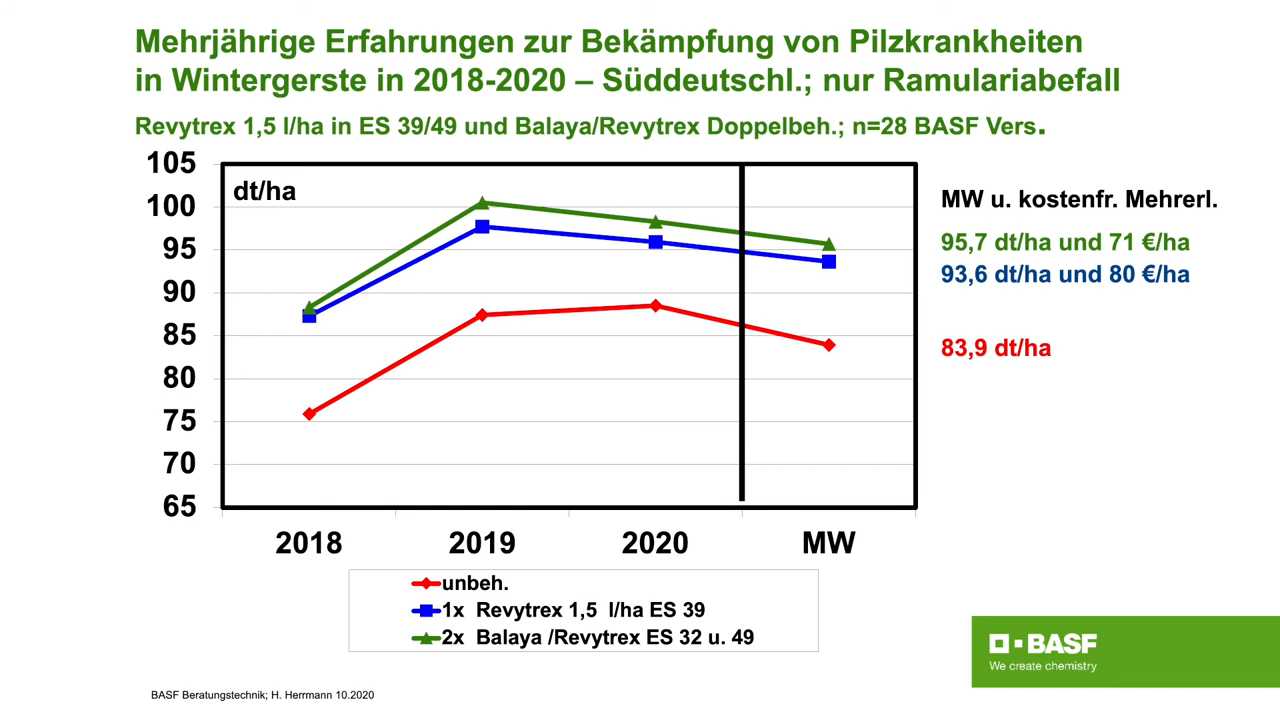 Mehrjährige Erfahrungen zur Bekämpfung von Pilzkrankheiten
in Wintergerste in 2018-2020 – Süddeutschl.; nur Ramulariabefall
Revytrex 1,5 l/ha in ES 39/49 und Balaya/Revytrex Doppelbeh.; n=28 BASF Vers.
105
100
95
90
85
80
75
70
65
dt/ha
2018 2019 2020 MW
MW u. kostenfr. Mehrerl.
95,7 dt/ha und 71 €/ha
93,6 dt/ha und 80 €/ha
83,9 dt/ha
unbeh.
1x Revytrex 1,5 l/ha ES 39
2x Balaya /Revytrex ES 32 u. 49
BASF
We create chemistry
BASF Beratungstechnik; H. Herrmann 10.2020